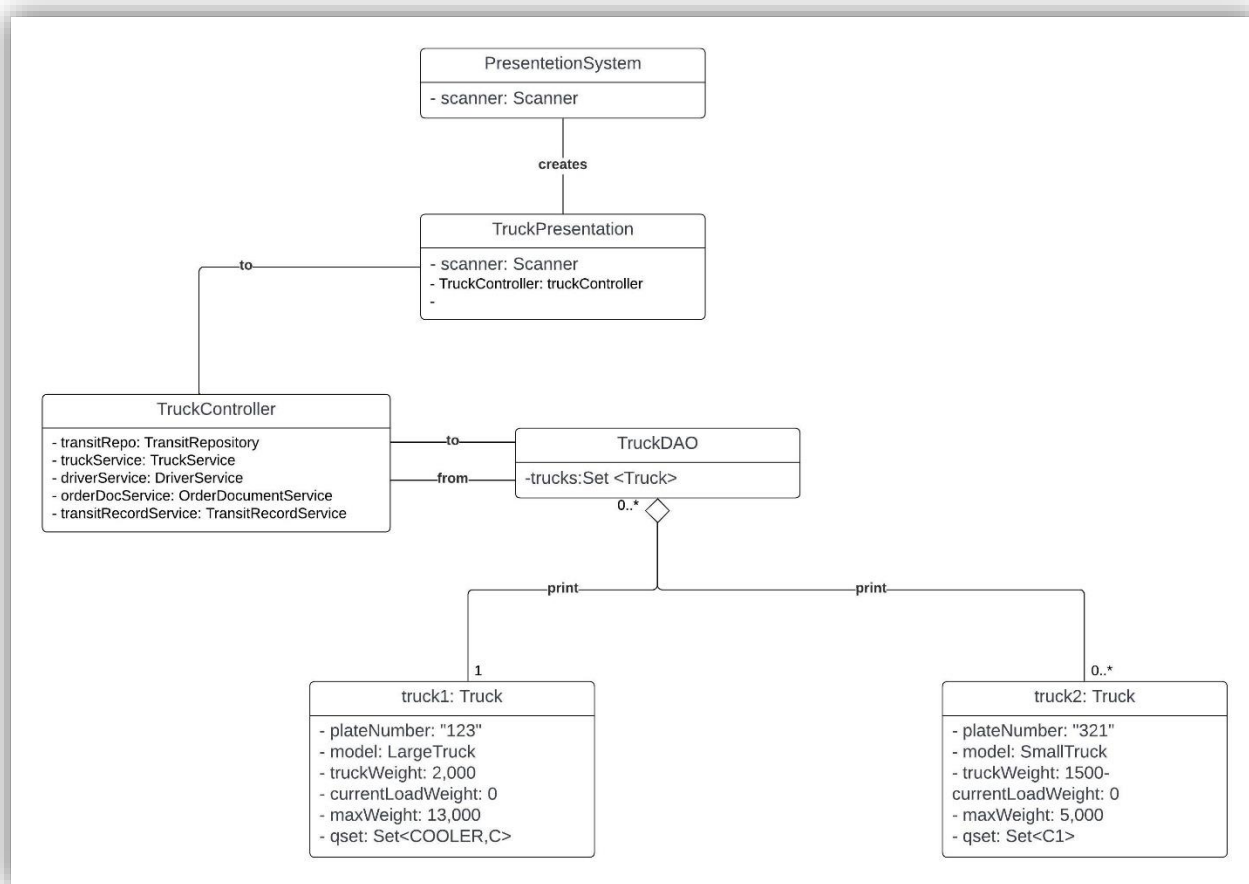 PresentetionSystem
- scanner: Scanner
creates
TruckPresentation
- scanner: Scanner
- TruckController: truckController
-
to
TruckController
- transitRepo: TransitRepository
- truckService: TruckService
- driverService: DriverService
- orderDocService: OrderDocumentService
- transitRecordService: TransitRecordService
to
from
TruckDAO
-trucks:Set <Truck>
0..*
print
print
1
0..*
truck1: Truck
- plateNumber: "123"
- model: LargeTruck
- truckWeight: 2,000
- currentLoadWeight: 0
- maxWeight: 13,000
- qset: Set<COOLER,C>
truck2: Truck
- plateNumber: "321"
- model: SmallTruck
- truckWeight: 1500-
currentLoadWeight: 0
- maxWeight: 5,000
- qset: Set<C1>